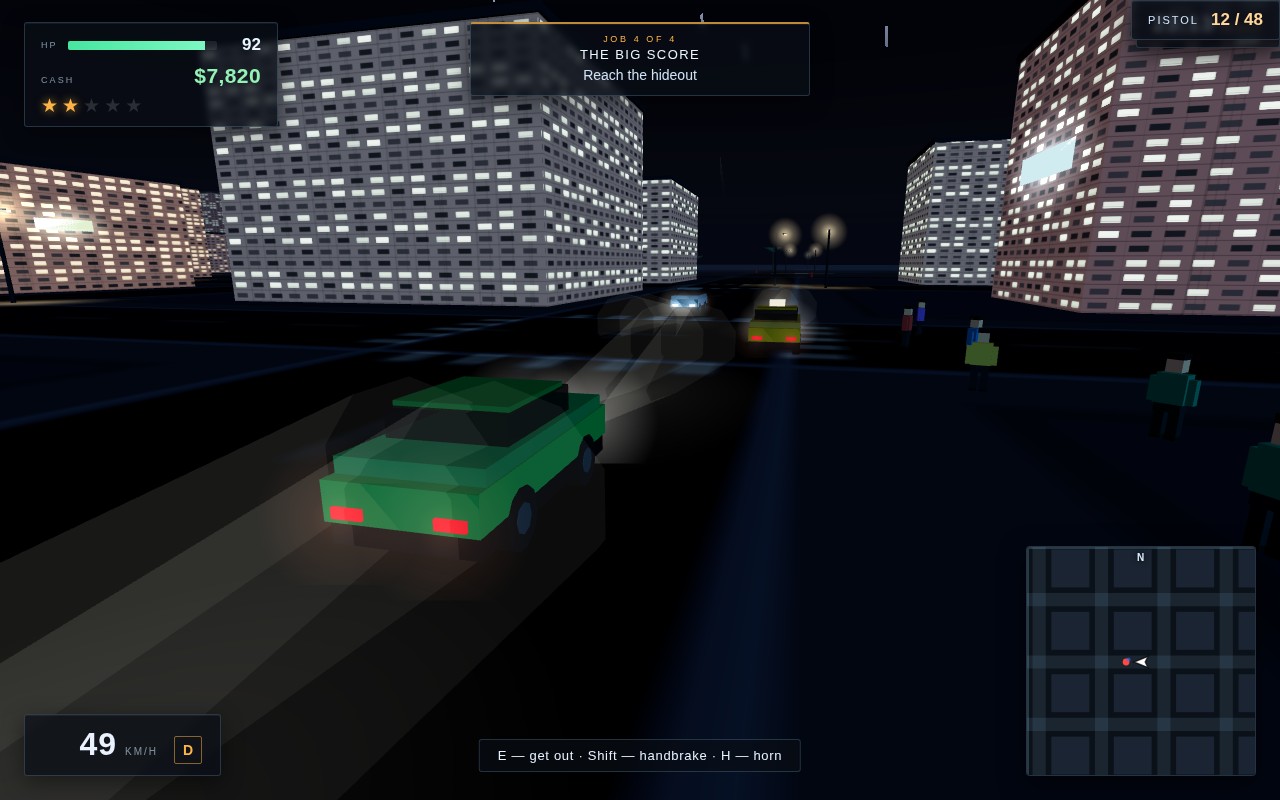 HP 92
CASH $7,820
JOB 4 OF 4
THE BIG SCORE
Reach the hideout
PISTOL 12 / 48
N
49 KM/H D
E — get out · Shift — handbrake · H — horn